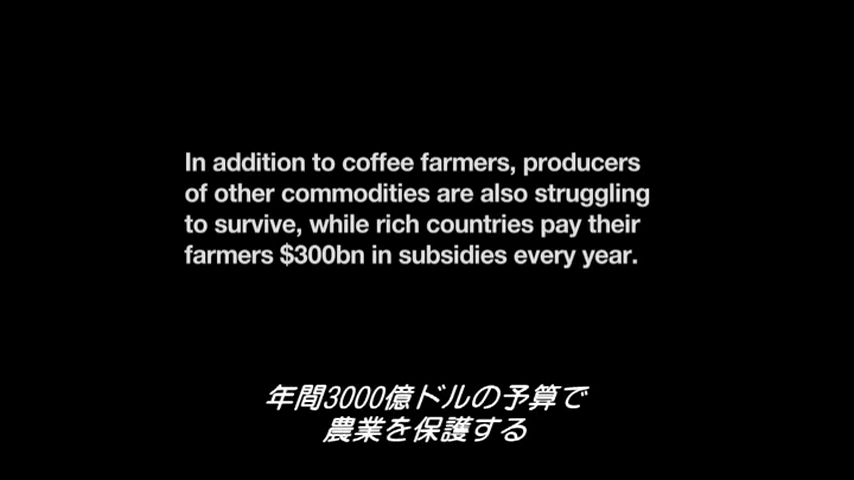 In addition to coffee farmers, producers
of other commodities are also struggling
to survive, while rich countries pay their
farmers $300bn in subsidies every year.
年間3000億ドルの予算で
農業を保護する